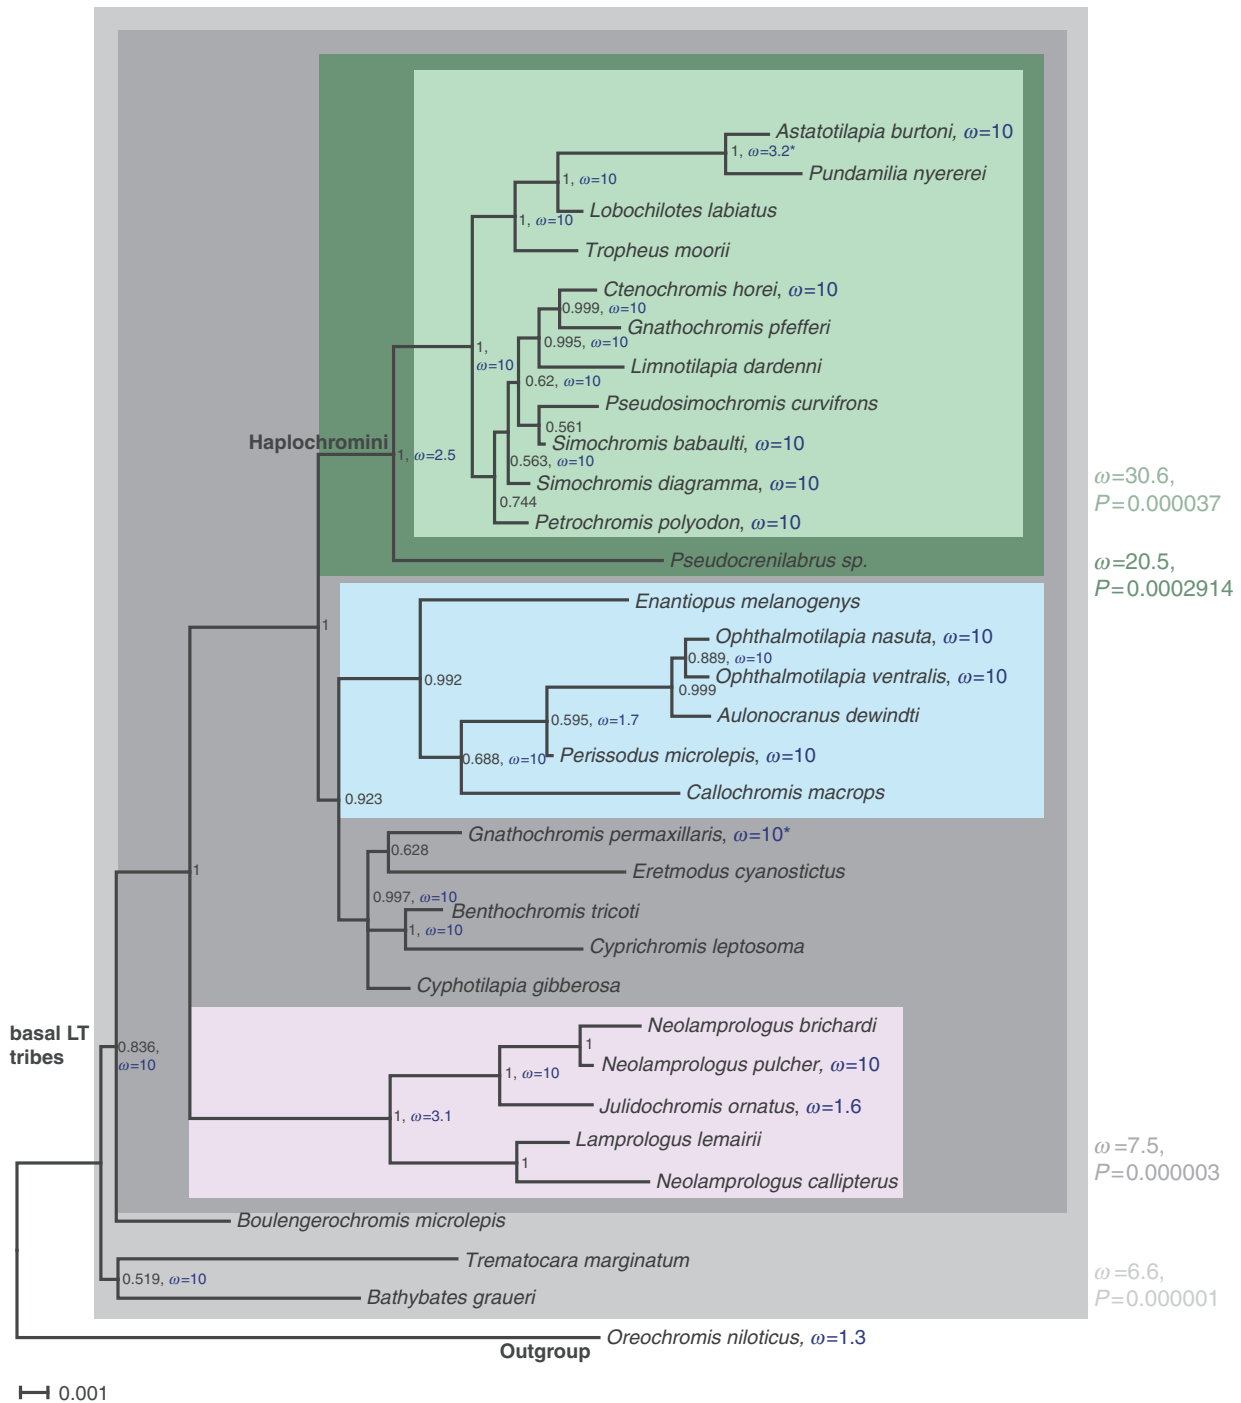 Astatotilapia burtoni, ω=10
1, ω=3.2*
Pundamilia nyererei
1, ω=10
Lobochilotes labiatus
1, ω=10
Tropheus moorii
Ctenochromis horei, ω=10
0.999, ω=10
Gnathochromis pfefferi
0.995, ω=10
1,
ω=10
Limnotilapia dardenni
0.62, ω=10
Pseudosimochromis curvifrons
0.561
Haplochromini
Simochromis babaulti, ω=10
1, ω=2.5
0.563, ω=10
ω=30.6,
P=0.000037
Simochromis diagramma, ω=10
0.744
Petrochromis polyodon, ω=10
Pseudocrenilabrus sp.
ω=20.5,
P=0.0002914
Enantiopus melanogenys
1
Ophthalmotilapia nasuta, ω=10
0.889, ω=10
Ophthalmotilapia ventralis, ω=10
0.992
0.999
Aulonocranus dewindti
0.595, ω=1.7
Perissodus microlepis, ω=10
0.688, ω=10
Callochromis macrops
0.923
Gnathochromis permaxillaris, ω=10*
0.628
1
Eretmodus cyanostictus
0.997, ω=10
Benthochromis tricoti
1, ω=10
Cyprichromis leptosoma
Cyphotilapia gibberosa
Neolamprologus brichardi
basal LT
tribes
1
0.836,
ω=10
Neolamprologus pulcher, ω=10
1, ω=10
Julidochromis ornatus, ω=1.6
1, ω=3.1
Lamprologus lemairii
1
Neolamprologus callipterus
ω=7.5,
P=0.000003
Boulengerochromis microlepis
Trematocara marginatum
0.519, ω=10
Bathybates graueri
ω=6.6,
P=0.000001
Oreochromis niloticus, ω=1.3
Outgroup
0.001